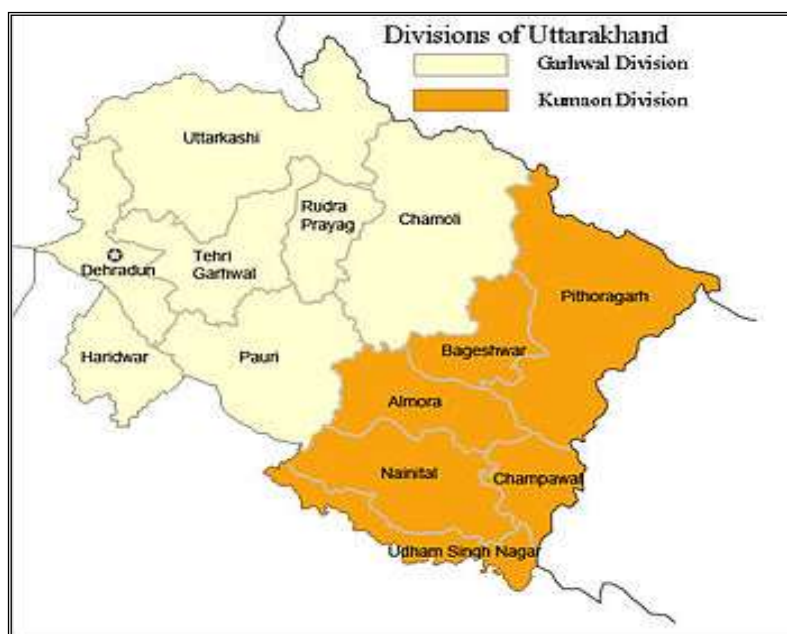 Divisions of Uttarakhand
Garhwal Division
Kumaon Division
Uttarkashi
Rudra
Prayag
Chamoli
Tehri
Garhwal
Dehradun
Pithoragarh
Haridwar
Pauri
Bageshwar
Almora
Nainital
Champawat
Udham Singh Nagar